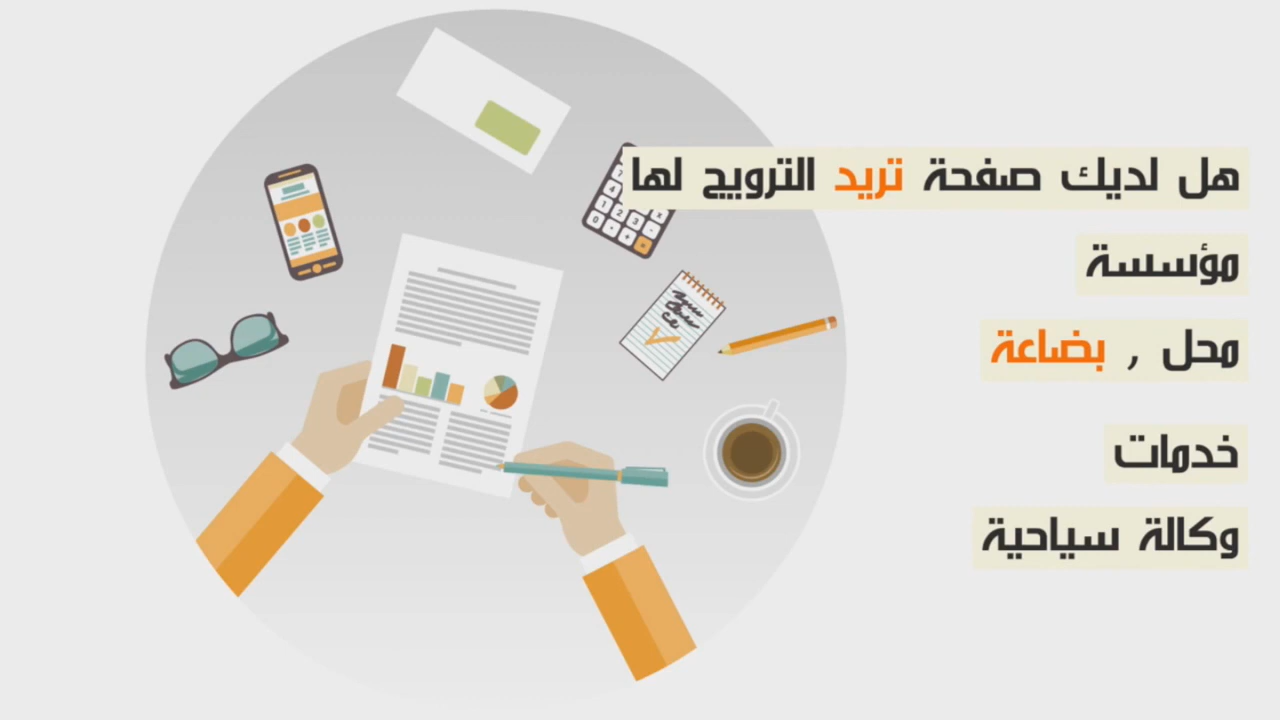 هل لديك صفحة تريد الترويج لها
مؤسسة
محل , بضاعة
خدمات
وكالة سياحية